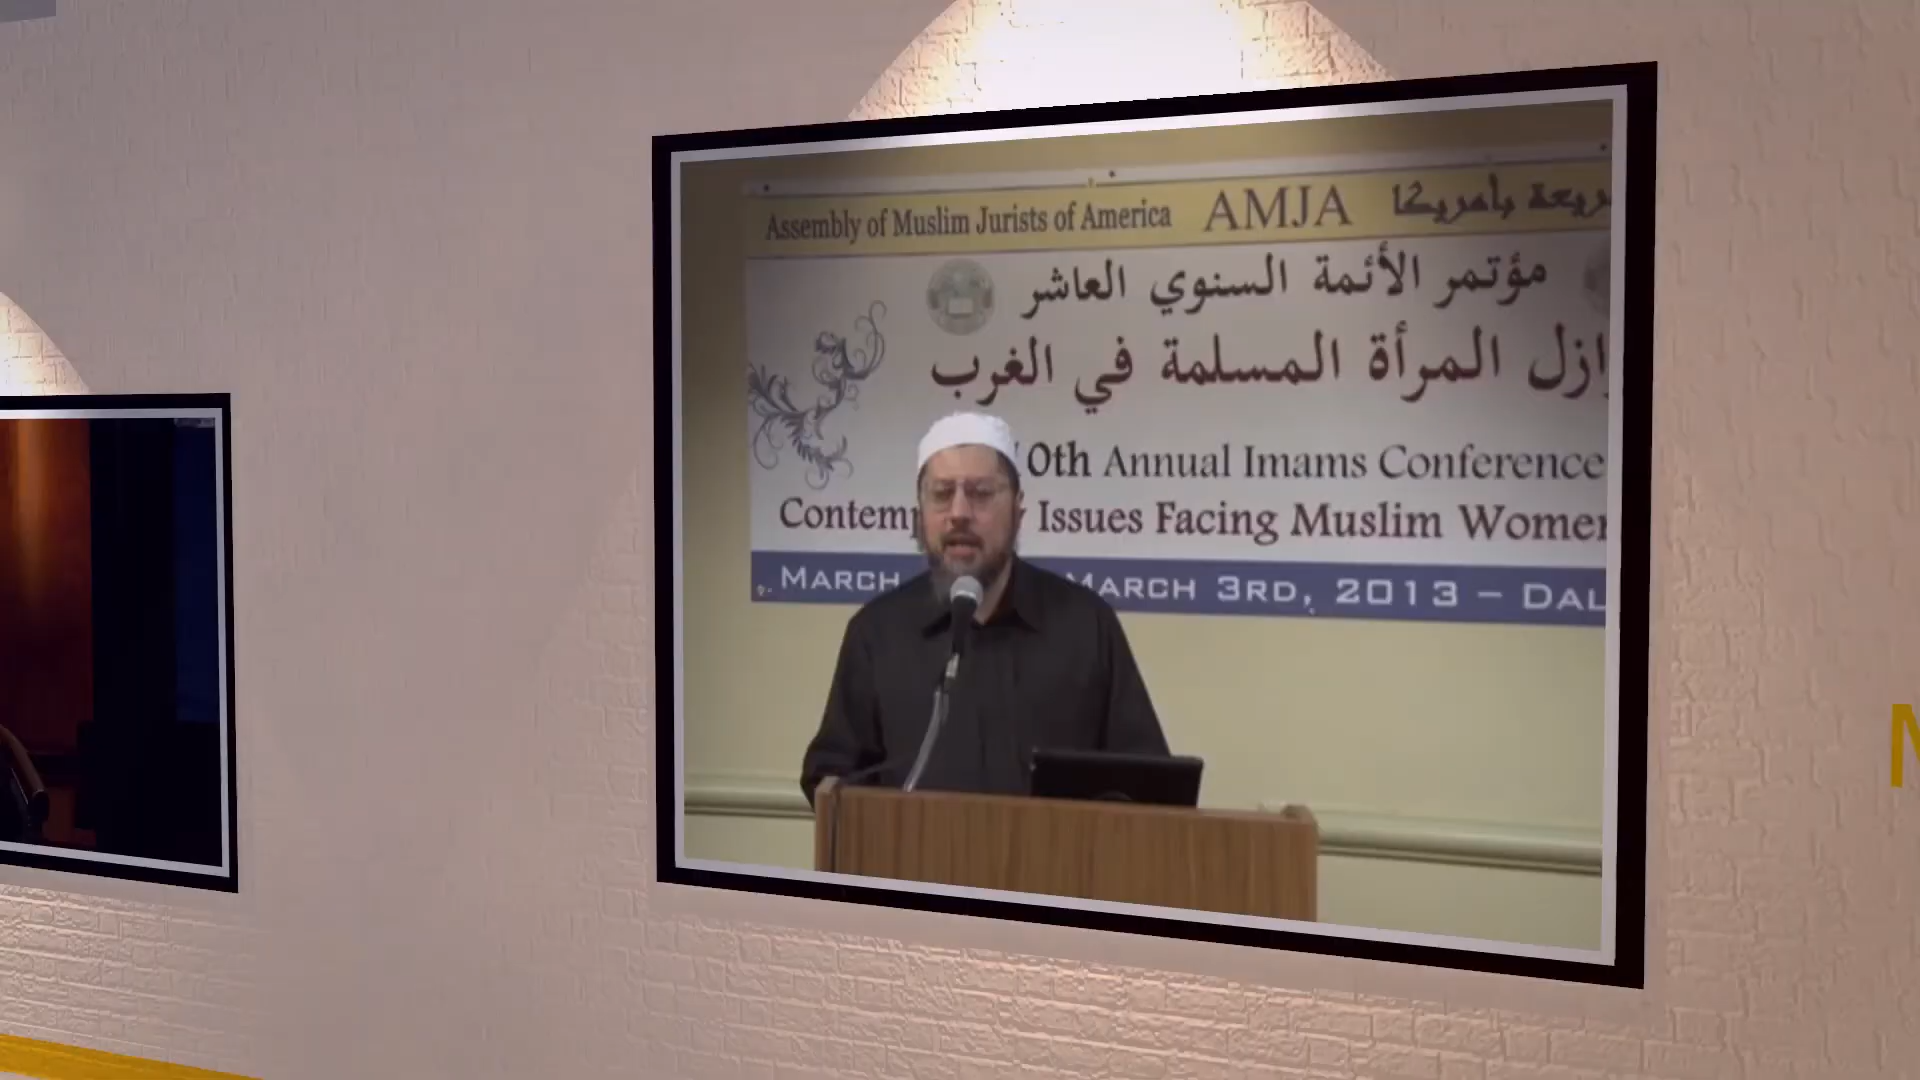 Assembly of Muslim Jurists of America AMJA بأمريكا
مؤتمر الأئمة السنوي العاشر
المرأة المسلمة في الغرب
0th Annual Imams Conference
Issues Facing Muslim
MARCH MARCH 3RD, 2013 –